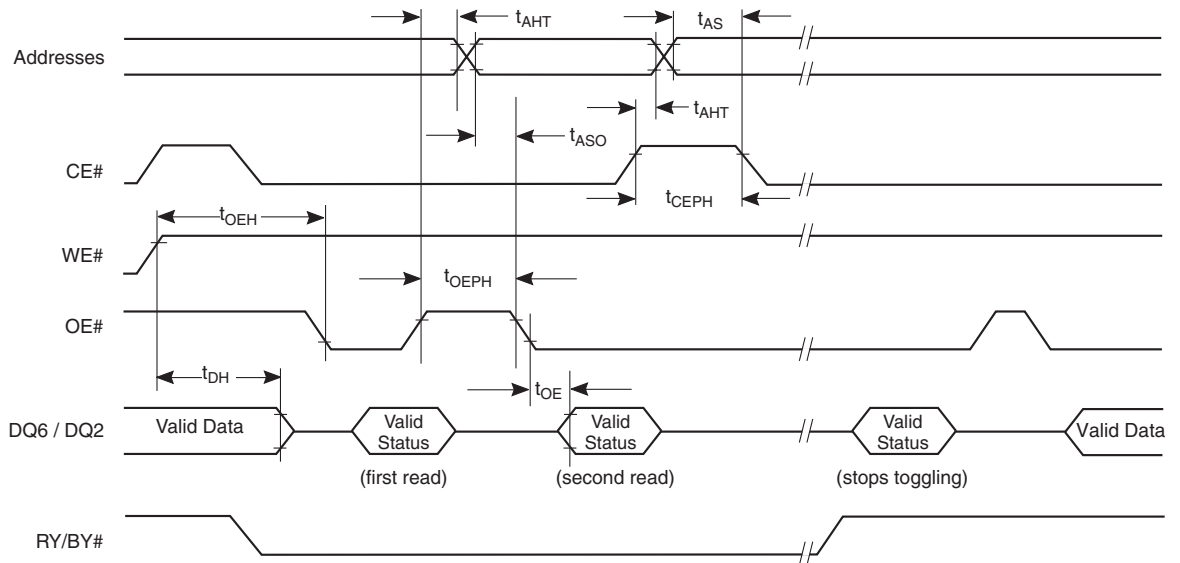 tAHT
tAS
Addresses
tAHT
tASO
CE#
tCEPH
tOEH
WE#
tOEPH
OE#
tDH
tOE
DQ6 / DQ2
Valid Data
Valid
Status
Valid
Status
Valid
Status
Valid Data
(first read)
(second read)
(stops toggling)
RY/BY#